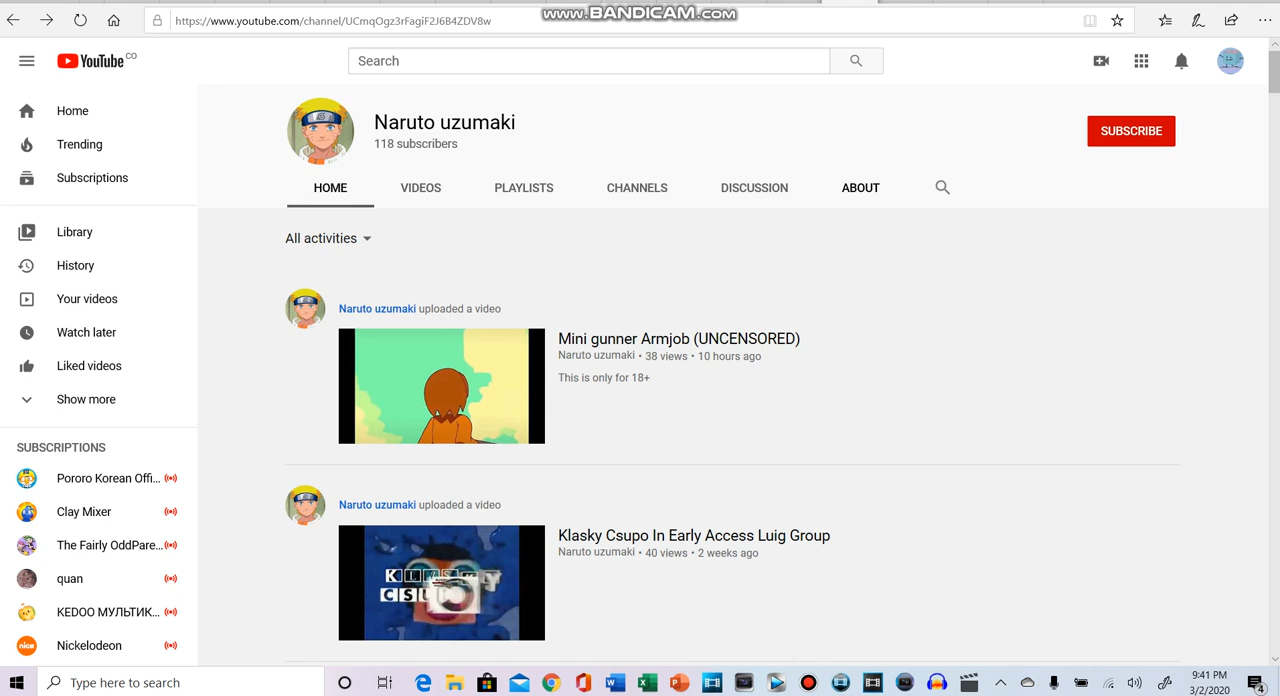 www.BANDICAM.com
https://www.youtube.com/channel/UCmqOgz3rFagiF2J6B4ZDV8w
YouTube CO
Search
Naruto uzumaki
118 subscribers
SUBSCRIBE
HOME VIDEOS PLAYLISTS CHANNELS DISCUSSION ABOUT
All activities
Home
Trending
Subscriptions
Library
History
Your videos
Watch later
Liked videos
Show more
SUBSCRIPTIONS
Pororo Korean Offi...
Clay Mixer
The Fairly OddPare...
quan
KEDOO МУЛЬТИК...
nick
Nickelodeon
Naruto uzumaki uploaded a video
Mini gunner Armjob (UNCENSORED)
Naruto uzumaki • 38 views • 10 hours ago
This is only for 18+
Naruto uzumaki uploaded a video
Klasky Csupo In Early Access Luig Group
Naruto uzumaki • 40 views • 2 weeks ago
Type here to search
9:41 PM
3/2/2020
4